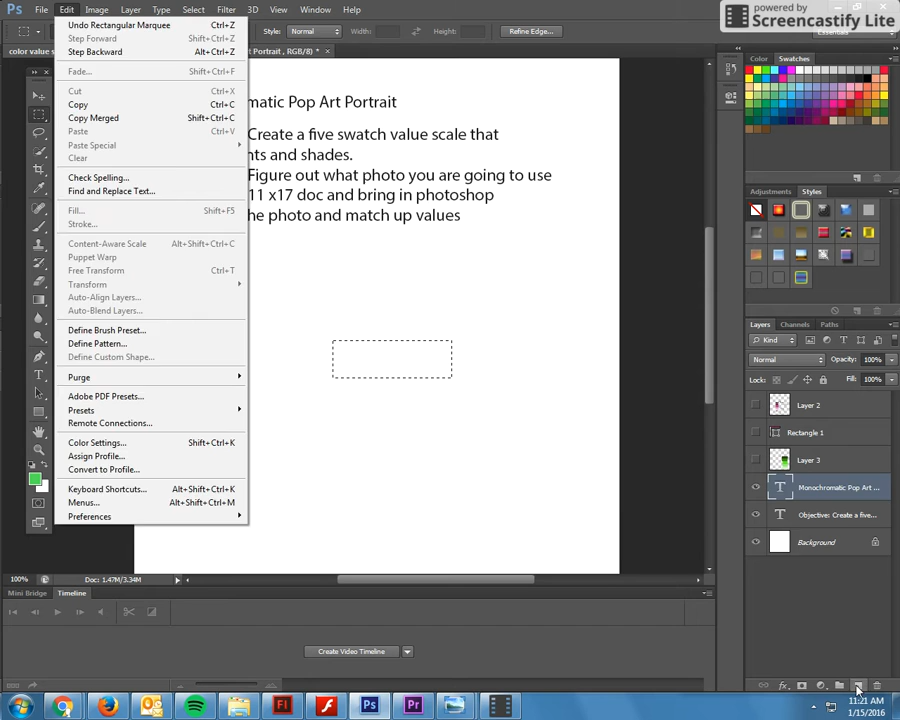 Ps File Edit Image Layer Type Select Filter 3D View Window Help
powered by
Screencastify Lite
Style: Normal Width: Height: Refine Edge... Essentials
color value s
Portrait , RGB/8) * ×
Undo Rectangular Marquee Ctrl+Z
Step Forward Shift+Ctrl+Z
Step Backward Alt+Ctrl+Z
Fade... Shift+Ctrl+F
Cut Ctrl+X
Copy Ctrl+C
Copy Merged Shift+Ctrl+C
Paste Ctrl+V
Paste Special
Clear
Check Spelling...
Find and Replace Text...
Fill... Shift+F5
Stroke...
Content-Aware Scale Alt+Shift+Ctrl+C
Puppet Warp
Free Transform Ctrl+T
Transform
Auto-Align Layers...
Auto-Blend Layers...
Define Brush Preset...
Define Pattern...
Define Custom Shape...
Purge
Adobe PDF Presets...
Presets
Remote Connections...
Color Settings... Shift+Ctrl+K
Assign Profile...
Convert to Profile...
Keyboard Shortcuts... Alt+Shift+Ctrl+K
Menus... Alt+Shift+Ctrl+M
Preferences
matic Pop Art Portrait
Create a five swatch value scale that
nts and shades.
Figure out what photo you are going to use
11 x17 doc and bring in photoshop
he photo and match up values
Color Swatches
Adjustments Styles
Layers Channels Paths
Kind
Normal Opacity: 100%
Lock: Fill: 100%
Layer 2
Rectangle 1
Layer 3
T Monochromatic Pop Art ...
T Objective: Create a five...
Background
100% Doc: 1.47M/3.34M
Mini Bridge Timeline
Create Video Timeline
fx
Fl Ps Pr
11:21 AM
1/15/2016